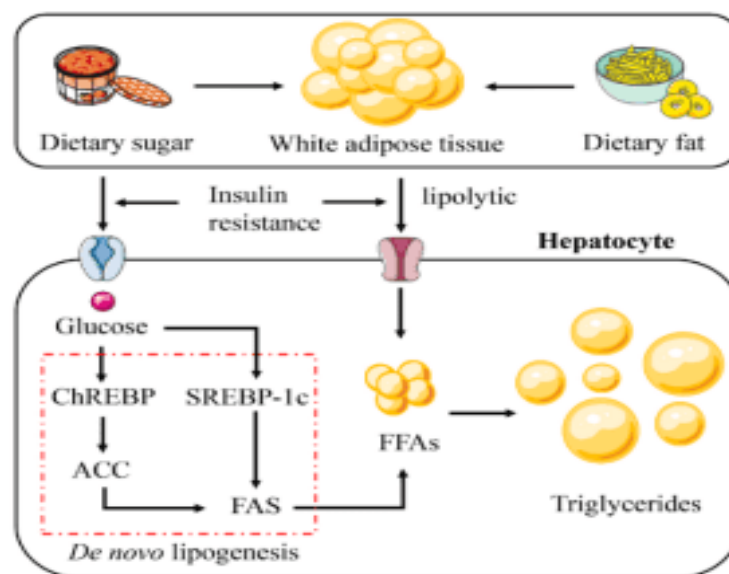 Dietary sugar
White adipose tissue
Dietary fat
Insulin
resistance
lipolytic
Hepatocyte
Glucose
ChREBP
SREBP-1c
ACC
FAS
FFAs
Triglycerides
De novo lipogenesis